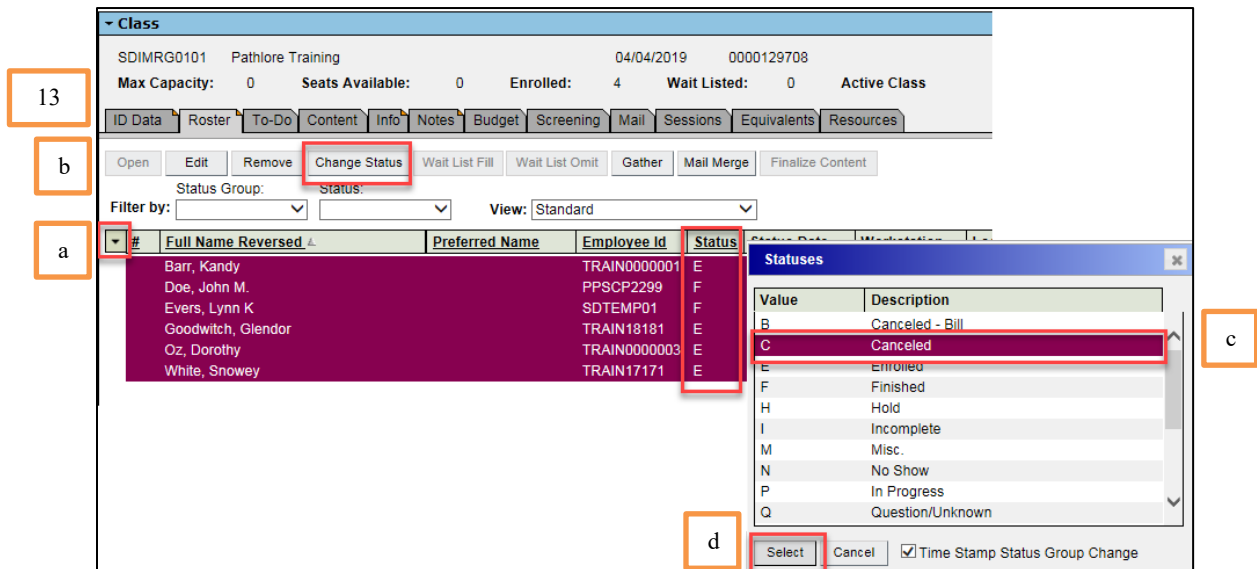 Class
SDIMRG0101 Pathlore Training 04/04/2019 0000129708
Max Capacity: 0 Seats Available: 0 Enrolled: 4 Wait Listed: 0 Active Class
13
ID Data Roster To-Do Content Info Notes Budget Screening Mail Sessions Equivalents Resources
b
Open Edit Remove Change Status Wait List Fill Wait List Omit Gather Mail Merge Finalize Content
Status Group: Status:
Filter by: View: Standard
a
# Full Name Reversed Preferred Name Employee Id Status Status Date Workstation
Barr, Kandy TRAIN0000001 E
Doe, John M. PPSCP2299 F
Evers, Lynn K SDTEMP01 F
Goodwitch, Glendor TRAIN18181 E
Oz, Dorothy TRAIN0000003 E
White, Snowey TRAIN17171 E
Statuses
Value Description
B Canceled - Bill
C Canceled
c
E Enrolled
F Finished
H Hold
I Incomplete
M Misc.
N No Show
P In Progress
Q Question/Unknown
d
Select Cancel Time Stamp Status Group Change